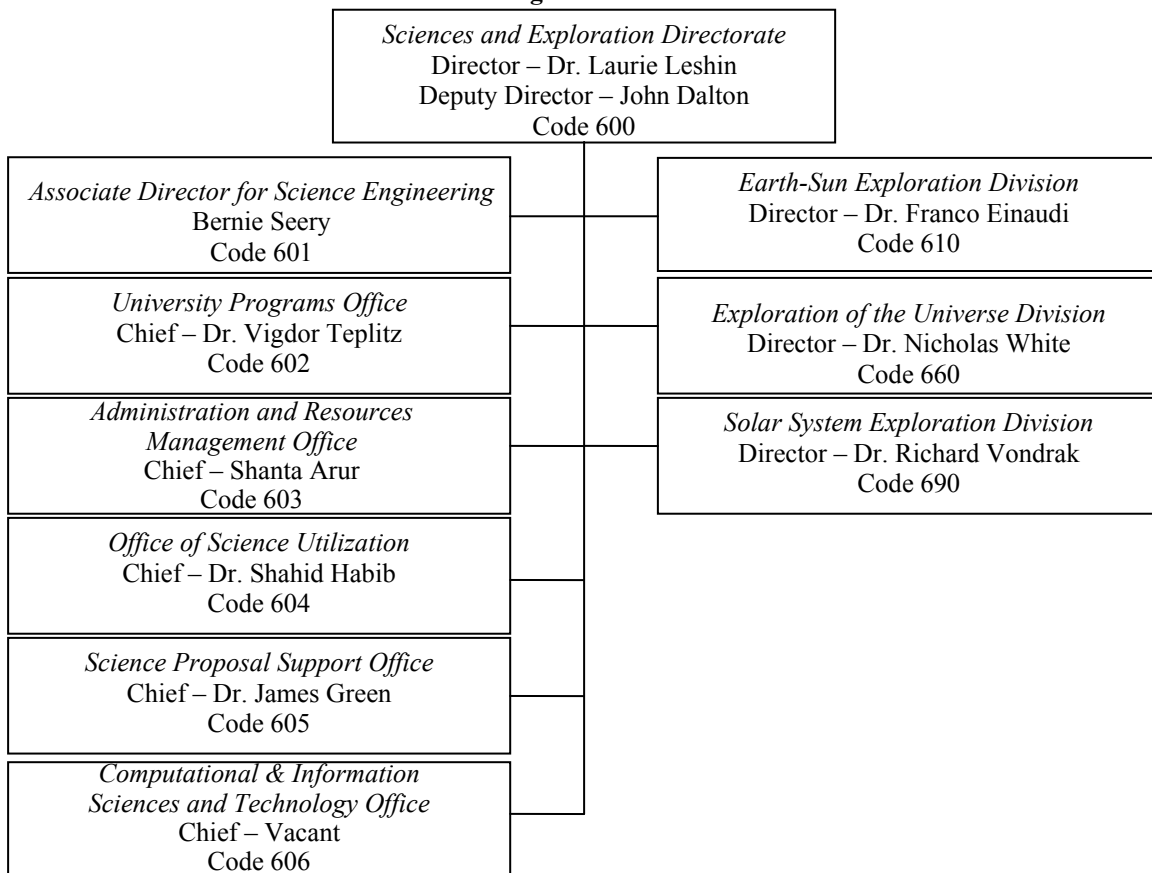 Sciences and Exploration Directorate
Director – Dr. Laurie Leshin
Deputy Director – John Dalton
Code 600
Associate Director for Science Engineering
Bernie Seery
Code 601
University Programs Office
Chief – Dr. Vigdor Teplitz
Code 602
Administration and Resources
Management Office
Chief – Shanta Arur
Code 603
Office of Science Utilization
Chief – Dr. Shahid Habib
Code 604
Science Proposal Support Office
Chief – Dr. James Green
Code 605
Computational & Information
Sciences and Technology Office
Chief – Vacant
Code 606
Earth-Sun Exploration Division
Director – Dr. Franco Einaudi
Code 610
Exploration of the Universe Division
Director – Dr. Nicholas White
Code 660
Solar System Exploration Division
Director – Dr. Richard Vondrak
Code 690